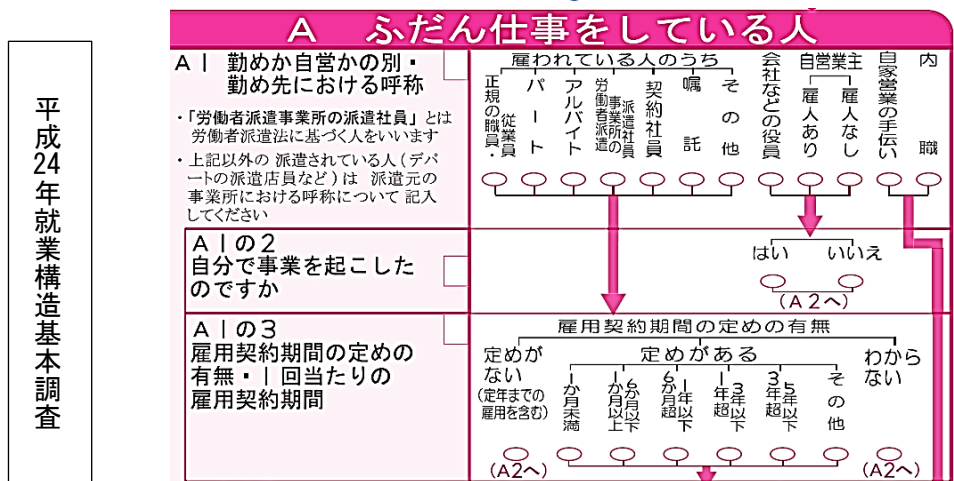 平成24年就業構造基本調査
A ふだん仕事をしている人
A1 勤めか自営かの別・
勤め先における呼称
・「労働者派遣事業所の派遣社員」とは
労働者派遣法に基づく人をいいます
・上記以外の 派遣されている人(デパ
ートの派遣店員など)は 派遣元の
事業所における呼称について 記入
してください
雇われている人のうち
正規の職員・
従業員
パート
アルバイト
労働者派遣
事業所の
派遣社員
契約社員
嘱託
その他
会社などの役員
自営業主
雇人あり
雇人なし
自家営業の手伝い
内職
A1の2
自分で事業を起こした
のですか
はい いいえ
(A2へ)
A1の3
雇用契約期間の定めの
有無・1回当たりの
雇用契約期間
雇用契約期間の定めの有無
定めが
ない
(定年までの
雇用を含む)
定めがある
1か月未満
1か月以上
6か月以下
6か月超
1年以下
1年超
3年以下
3年超
5年以下
その他
わから
ない
(A2へ)
(A2へ)